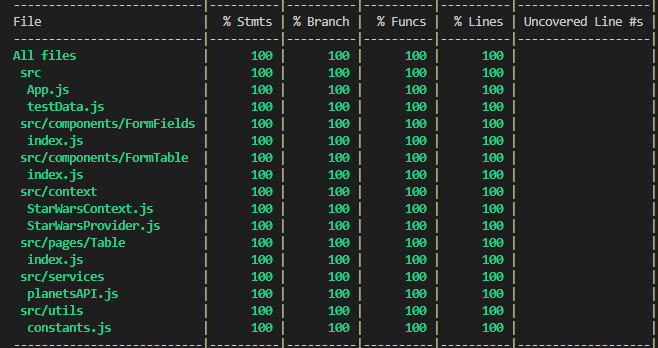 File | % Stmts | % Branch | % Funcs | % Lines | Uncovered Line #s |
All files | 100 | 100 | 100 | 100 |
src | 100 | 100 | 100 | 100 |
App.js | 100 | 100 | 100 | 100 |
testData.js | 100 | 100 | 100 | 100 |
src/components/FormFields | 100 | 100 | 100 | 100 |
index.js | 100 | 100 | 100 | 100 |
src/components/FormTable | 100 | 100 | 100 | 100 |
index.js | 100 | 100 | 100 | 100 |
src/context | 100 | 100 | 100 | 100 |
StarWarsContext.js | 100 | 100 | 100 | 100 |
StarWarsProvider.js | 100 | 100 | 100 | 100 |
src/pages/Table | 100 | 100 | 100 | 100 |
index.js | 100 | 100 | 100 | 100 |
src/services | 100 | 100 | 100 | 100 |
planetsAPI.js | 100 | 100 | 100 | 100 |
src/utils | 100 | 100 | 100 | 100 |
constants.js | 100 | 100 | 100 | 100 |